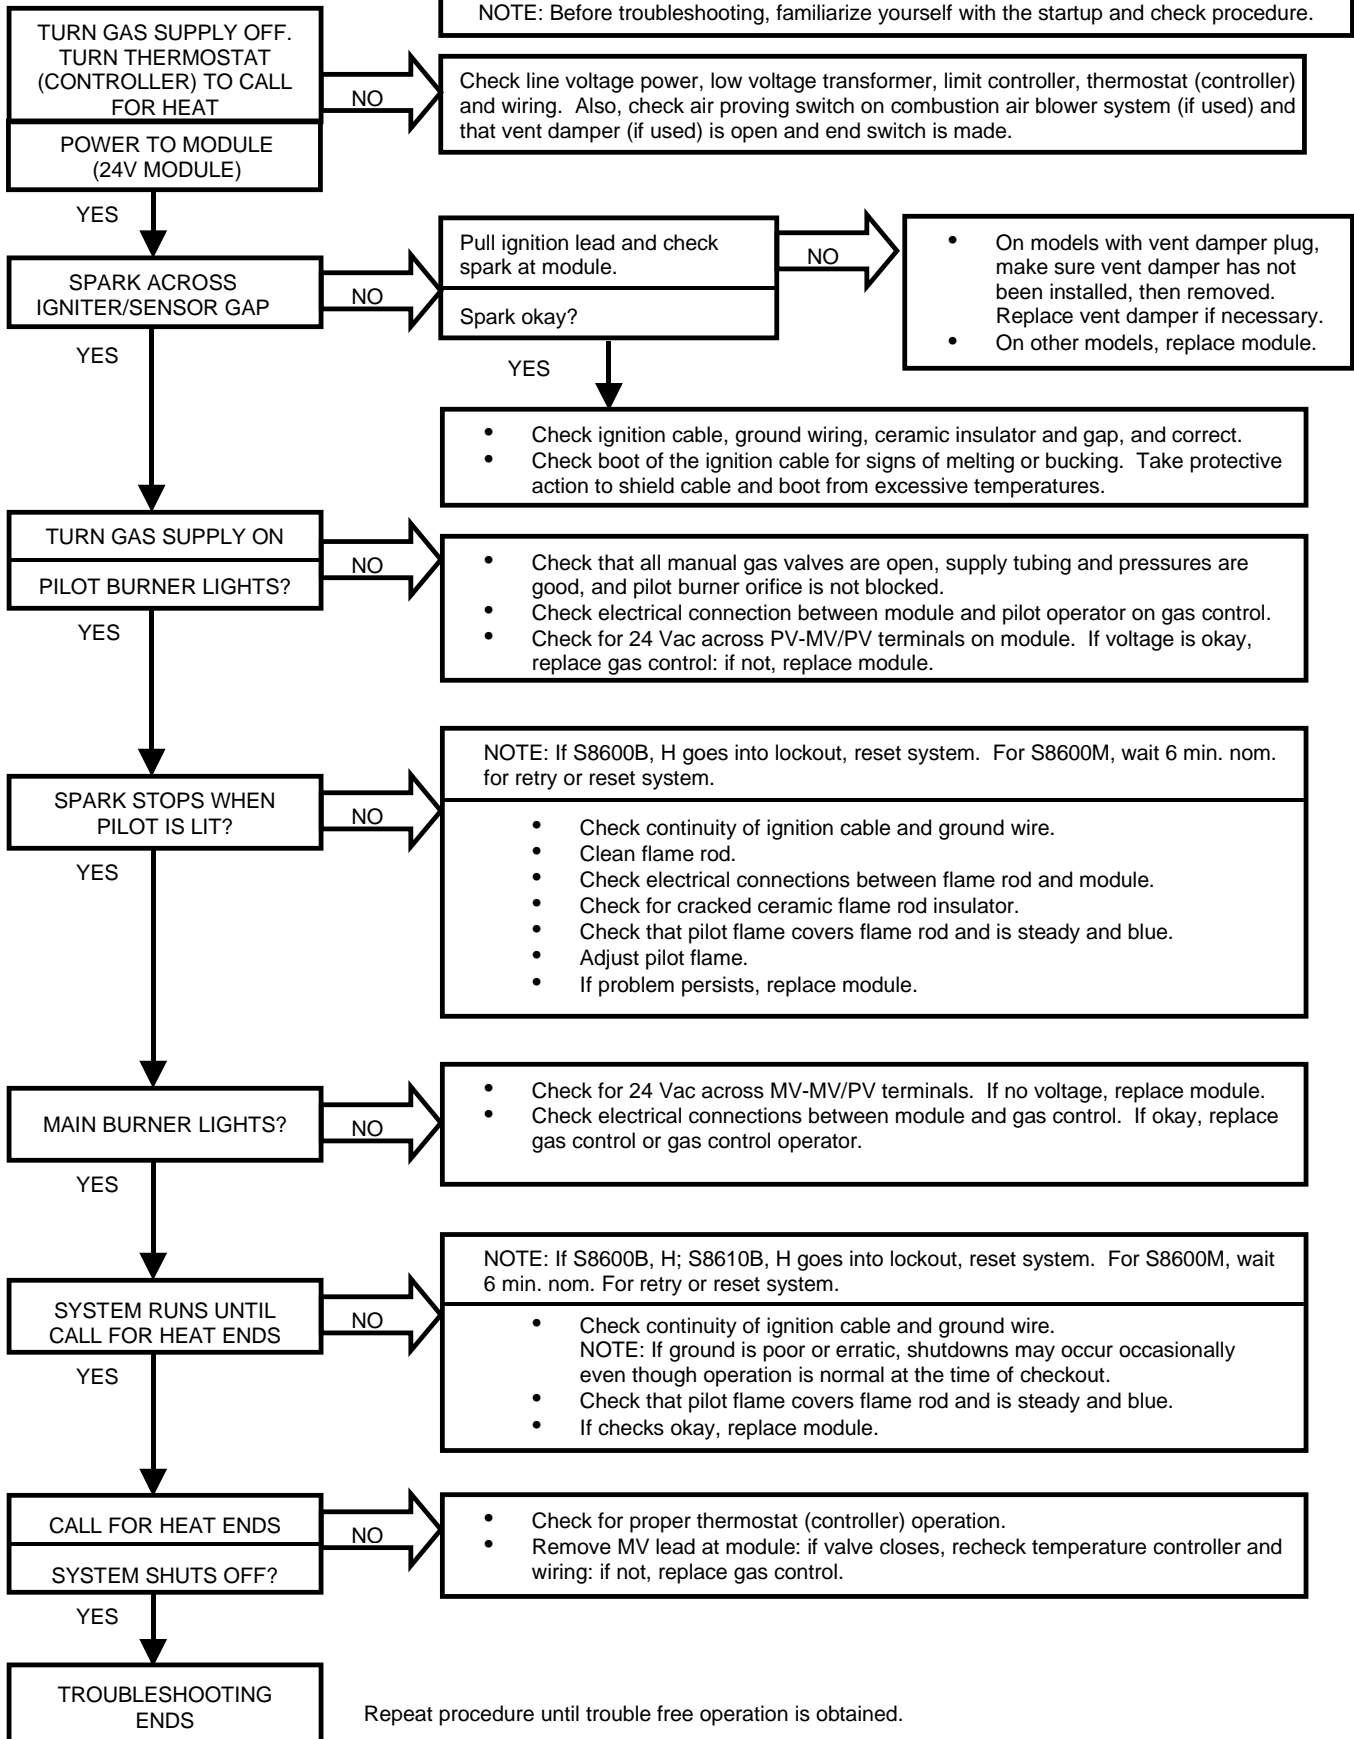 NOTE: Before troubleshooting, familiarize yourself with the startup and check procedure.
TURN GAS SUPPLY OFF.
TURN THERMOSTAT
(CONTROLLER) TO CALL
FOR HEAT
POWER TO MODULE
(24V MODULE)
NO
Check line voltage power, low voltage transformer, limit controller, thermostat (controller)
and wiring. Also, check air proving switch on combustion air blower system (if used) and
that vent damper (if used) is open and end switch is made.
YES
SPARK ACROSS
IGNITER/SENSOR GAP
NO
Pull ignition lead and check
spark at module.
Spark okay?
NO
• On models with vent damper plug,
make sure vent damper has not
been installed, then removed.
Replace vent damper if necessary.
• On other models, replace module.
YES
YES
• Check ignition cable, ground wiring, ceramic insulator and gap, and correct.
• Check boot of the ignition cable for signs of melting or bucking. Take protective
action to shield cable and boot from excessive temperatures.
TURN GAS SUPPLY ON
PILOT BURNER LIGHTS?
NO
• Check that all manual gas valves are open, supply tubing and pressures are
good, and pilot burner orifice is not blocked.
• Check electrical connection between module and pilot operator on gas control.
• Check for 24 Vac across PV-MV/PV terminals on module. If voltage is okay,
replace gas control: if not, replace module.
YES
SPARK STOPS WHEN
PILOT IS LIT?
NO
NOTE: If S8600B, H goes into lockout, reset system. For S8600M, wait 6 min. nom.
for retry or reset system.
• Check continuity of ignition cable and ground wire.
• Clean flame rod.
• Check electrical connections between flame rod and module.
• Check for cracked ceramic flame rod insulator.
• Check that pilot flame covers flame rod and is steady and blue.
• Adjust pilot flame.
• If problem persists, replace module.
YES
MAIN BURNER LIGHTS?
NO
• Check for 24 Vac across MV-MV/PV terminals. If no voltage, replace module.
• Check electrical connections between module and gas control. If okay, replace
gas control or gas control operator.
YES
SYSTEM RUNS UNTIL
CALL FOR HEAT ENDS
NO
NOTE: If S8600B, H; S8610B, H goes into lockout, reset system. For S8600M, wait
6 min. nom. For retry or reset system.
• Check continuity of ignition cable and ground wire.
NOTE: If ground is poor or erratic, shutdowns may occur occasionally
even though operation is normal at the time of checkout.
• Check that pilot flame covers flame rod and is steady and blue.
• If checks okay, replace module.
YES
CALL FOR HEAT ENDS
SYSTEM SHUTS OFF?
NO
• Check for proper thermostat (controller) operation.
• Remove MV lead at module: if valve closes, recheck temperature controller and
wiring: if not, replace gas control.
YES
TROUBLESHOOTING
ENDS
Repeat procedure until trouble free operation is obtained.